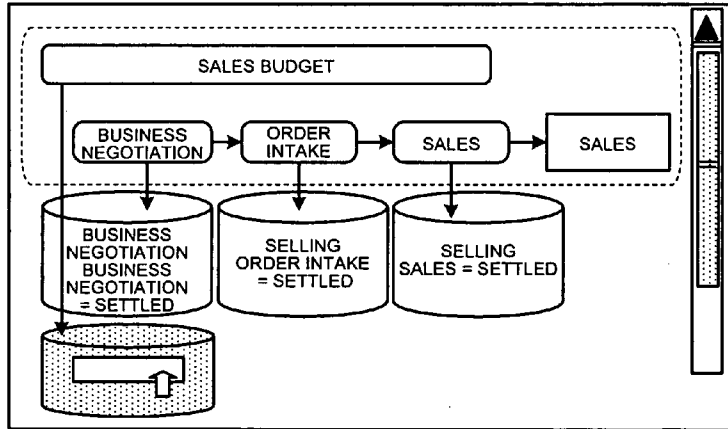 SALES BUDGET
BUSINESS
NEGOTIATION
ORDER
INTAKE
SALES
SALES
BUSINESS
NEGOTIATION
BUSINESS
NEGOTIATION
= SETTLED
SELLING
ORDER INTAKE
= SETTLED
SELLING
SALES = SETTLED